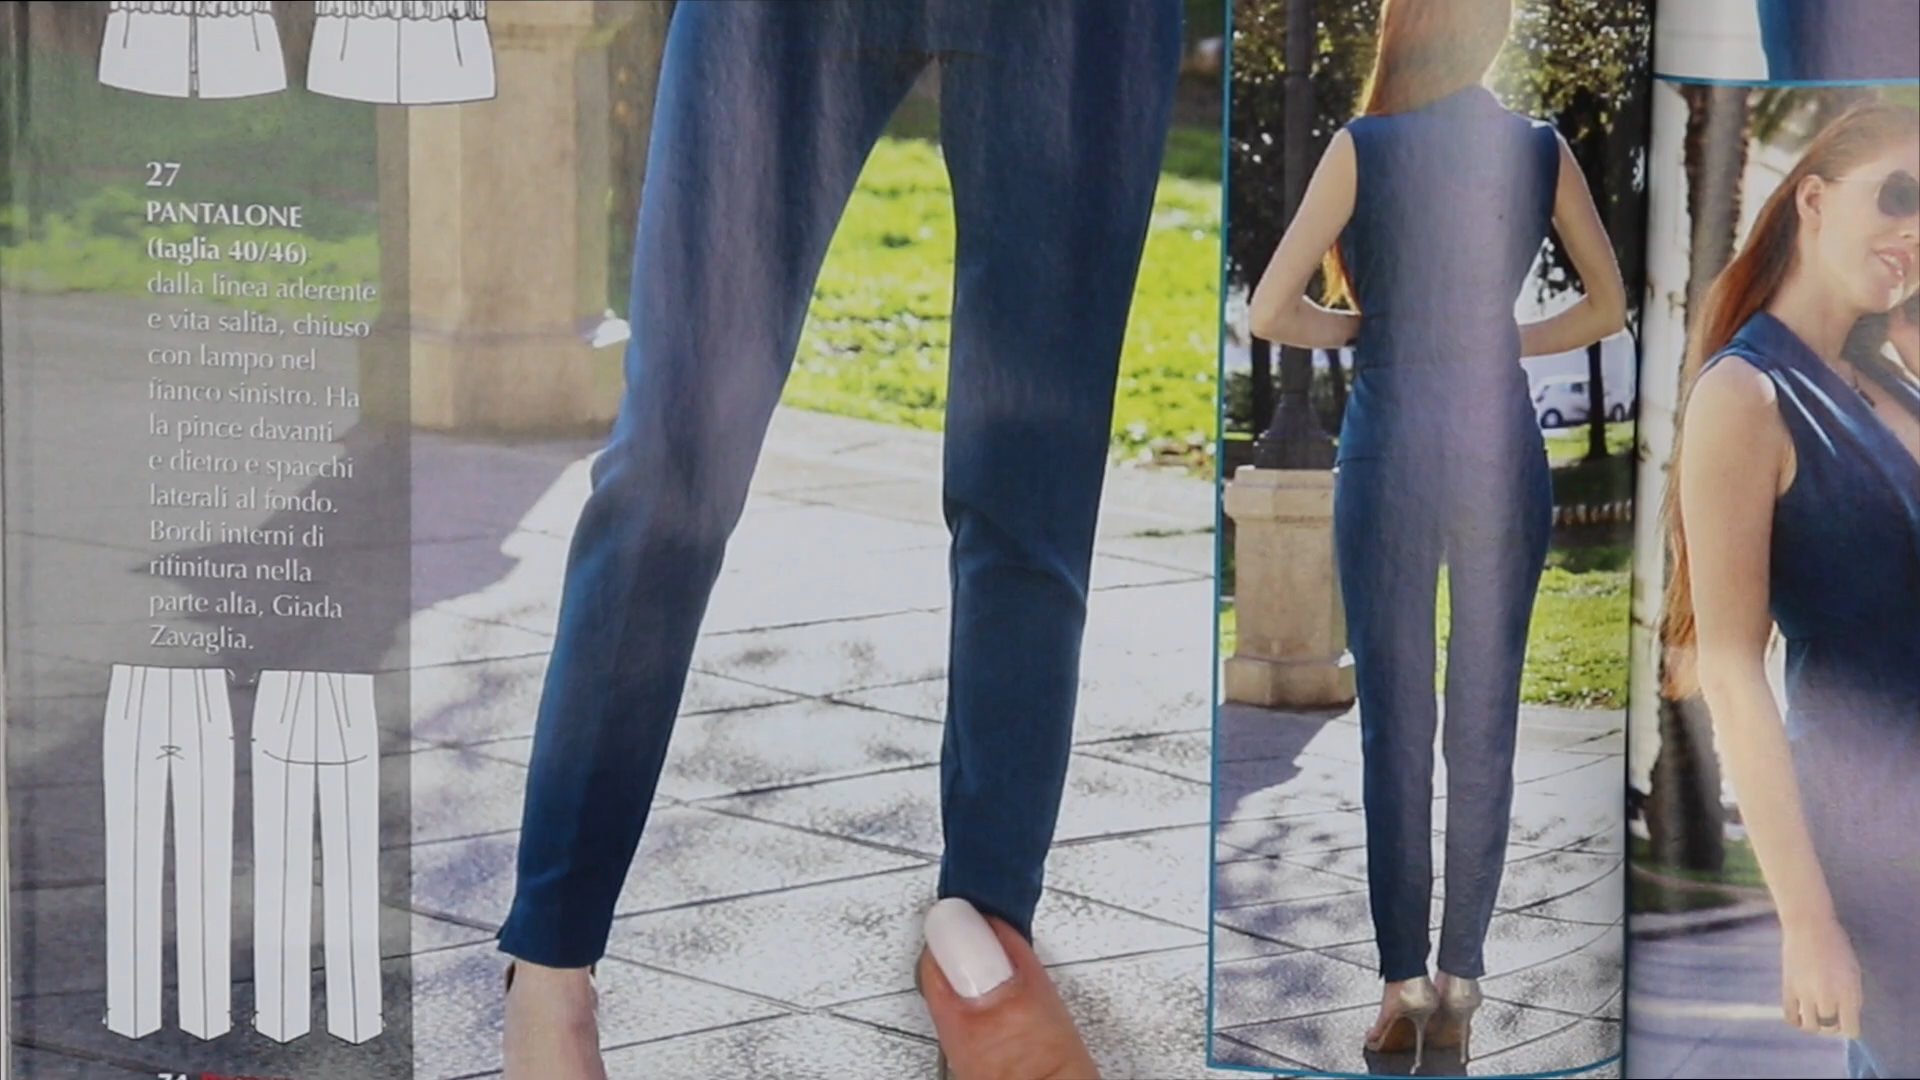 27
PANTALONE
(taglia 40/46)
dalla linea aderente
e vita salita, chiuso
con lampo nel
fianco sinistro. Ha
la pince davanti
e dietro e spacchi
laterali al fondo.
Bordi interni di
rifinitura nella
parte alta, Giada
Zavaglia.
74